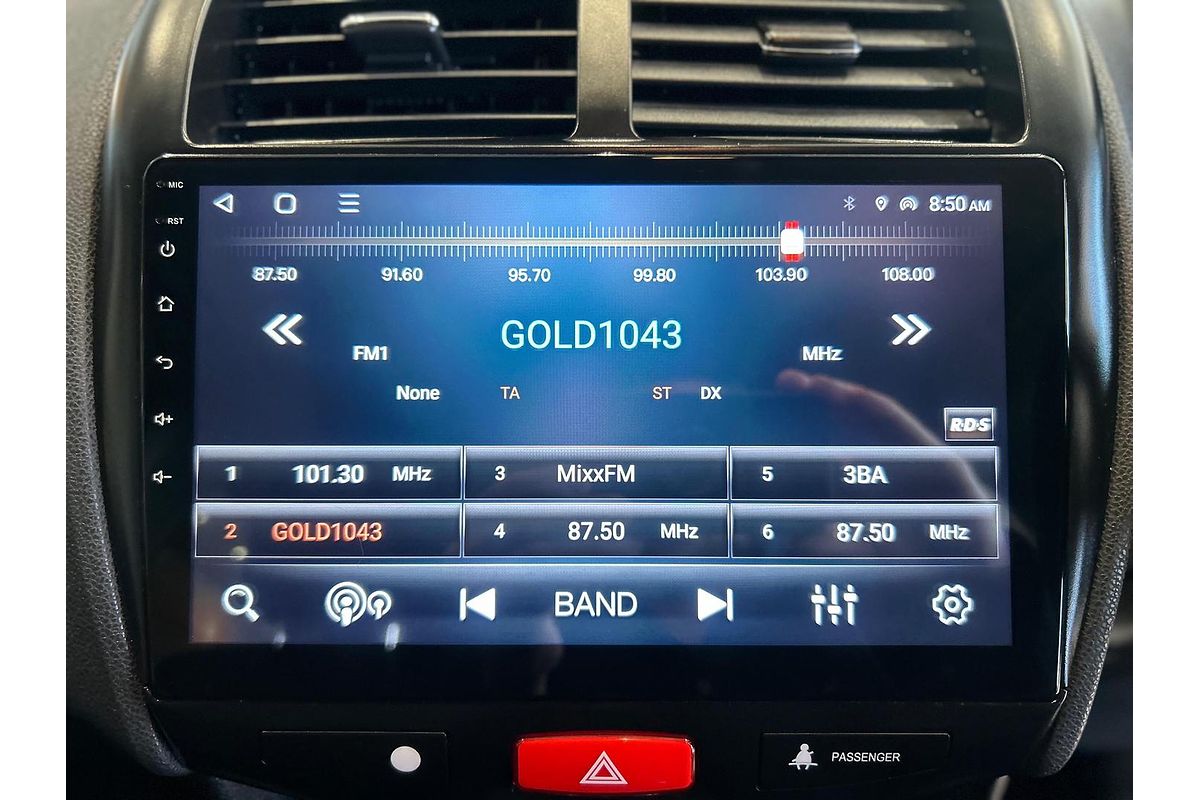 MIC
8:50 AM
RST
87.50 91.60 95.70 99.80 103.90 108.00
GOLD1043
FM1 MHz
None TA ST DX
R·D·S
1 101.30 MHz 3 MixxFM 5 3BA
2 GOLD1043 4 87.50 MHz 6 87.50 MHz
BAND
PASSENGER